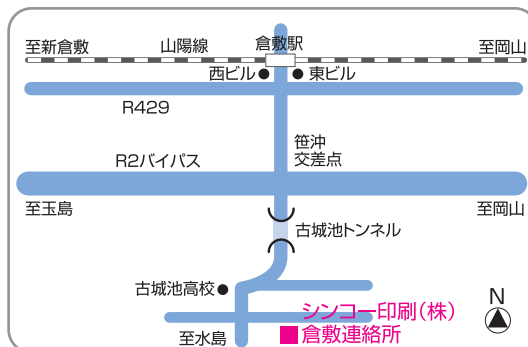 至新倉敷
山陽線
倉敷駅
至岡山
西ビル
東ビル
R429
笹沖
交差点
R2バイパス
至玉島
至岡山
古城池トンネル
古城池高校
シンコー印刷(株)
倉敷連絡所
至水島
N